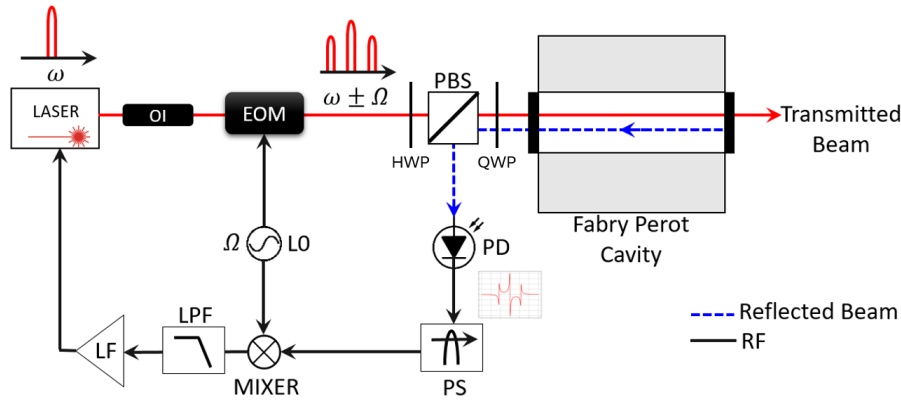 ω
LASER
OI
EOM
ω ± Ω
PBS
HWP
QWP
Transmitted
Beam
Fabry Perot
Cavity
Ω
L0
PD
LPF
LF
MIXER
PS
Reflected Beam
RF